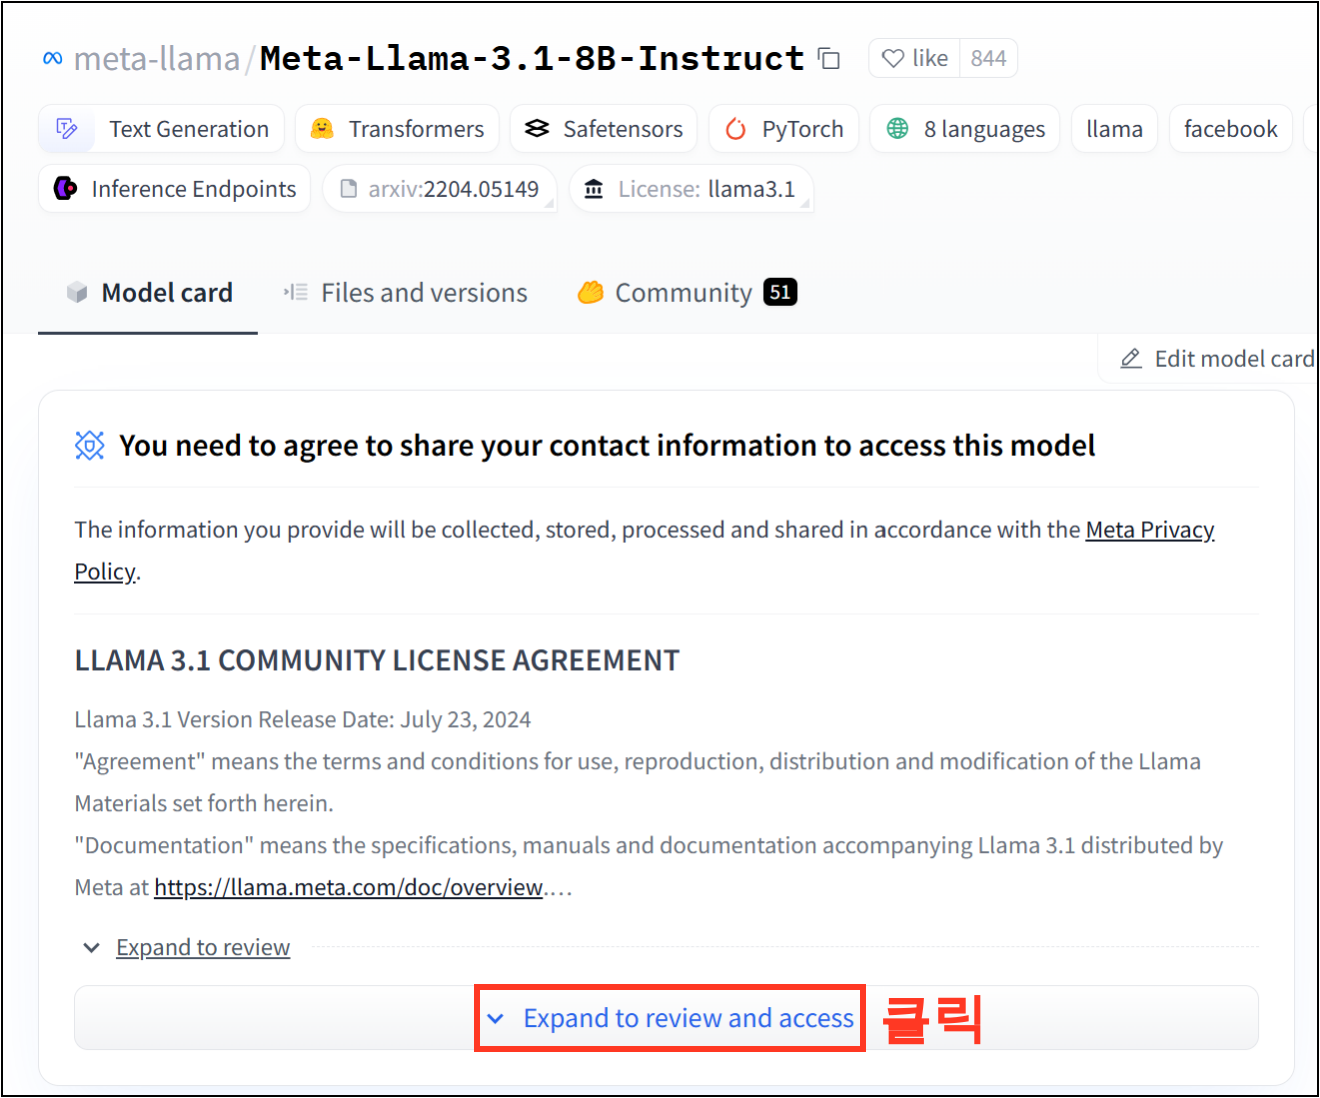 meta-llama/Meta-Llama-3.1-8B-Instruct like 844
Text Generation Transformers Safetensors PyTorch 8 languages llama facebook
Inference Endpoints arxiv:2204.05149 License: llama3.1
Model card Files and versions Community 51
Edit model card
You need to agree to share your contact information to access this model
The information you provide will be collected, stored, processed and shared in accordance with the Meta Privacy
Policy.
LLAMA 3.1 COMMUNITY LICENSE AGREEMENT
Llama 3.1 Version Release Date: July 23, 2024
"Agreement" means the terms and conditions for use, reproduction, distribution and modification of the Llama
Materials set forth herein.
"Documentation" means the specifications, manuals and documentation accompanying Llama 3.1 distributed by
Meta at https://llama.meta.com/doc/overview.…
Expand to review
Expand to review and access 클릭